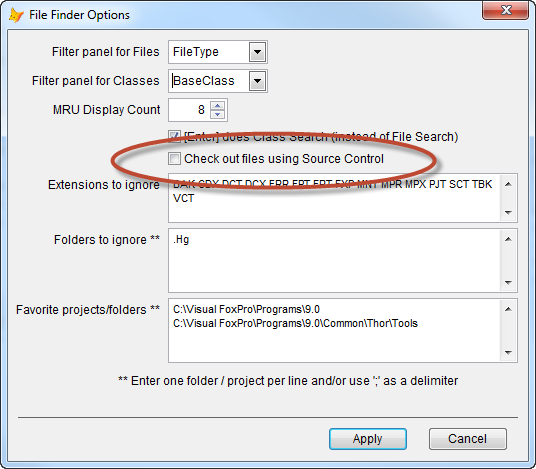 File Finder Options
Filter panel for Files FileType
Filter panel for Classes BaseClass
MRU Display Count 8
[Enter] does Class Search (instead of File Search)
Check out files using Source Control
Extensions to ignore BAK CDX DCT DCX ERR FPT FRT FXP MNT MPR MPX PJT SCT TBK
VCT
Folders to ignore ** .Hg
Favorite projects/folders ** C:\Visual FoxPro\Programs\9.0
C:\Visual FoxPro\Programs\9.0\Common\Thor\Tools
** Enter one folder / project per line and/or use ';' as a delimiter
Apply Cancel